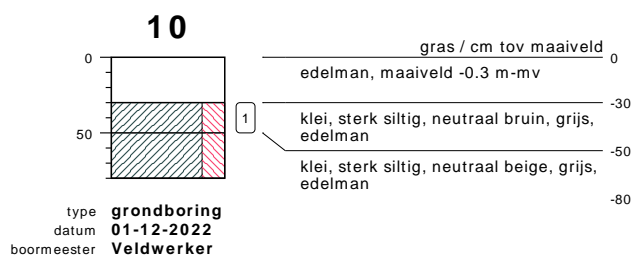 10
gras / cm tov maaiveld
0
0
edelman, maaiveld -0.3 m-mv
-30
1
klei, sterk siltig, neutraal bruin, grijs,
edelman
50
-50
klei, sterk siltig, neutraal beige, grijs,
edelman
-80
type grondboring
datum 01-12-2022
boormeester Veldwerker